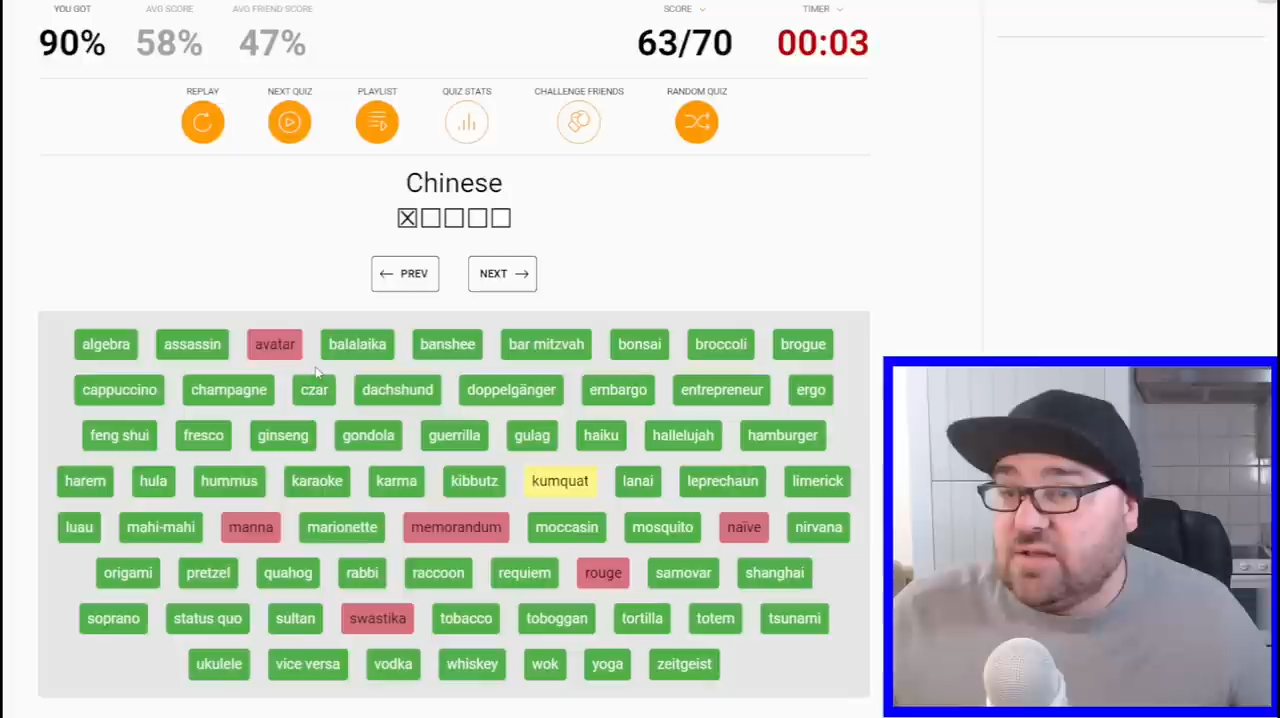 YOU GOT AVG SCORE AVG FRIEND SCORE SCORE TIMER
90% 58% 47% 63/70 00:03
REPLAY NEXT QUIZ PLAYLIST QUIZ STATS CHALLENGE FRIENDS RANDOM QUIZ
Chinese
← PREV NEXT →
algebra assassin avatar balalaika banshee bar mitzvah bonsai broccoli brogue
cappuccino champagne czar dachshund doppelgänger embargo entrepreneur ergo
feng shui fresco ginseng gondola guerrilla gulag haiku hallelujah hamburger
harem hula hummus karaoke karma kibbutz kumquat lanai leprechaun limerick
luau mahi-mahi manna marionette memorandum moccasin mosquito naïve nirvana
origami pretzel quahog rabbi raccoon requiem rouge samovar shanghai
soprano status quo sultan swastika tobacco toboggan tortilla totem tsunami
ukulele vice versa vodka whiskey wok yoga zeitgeist